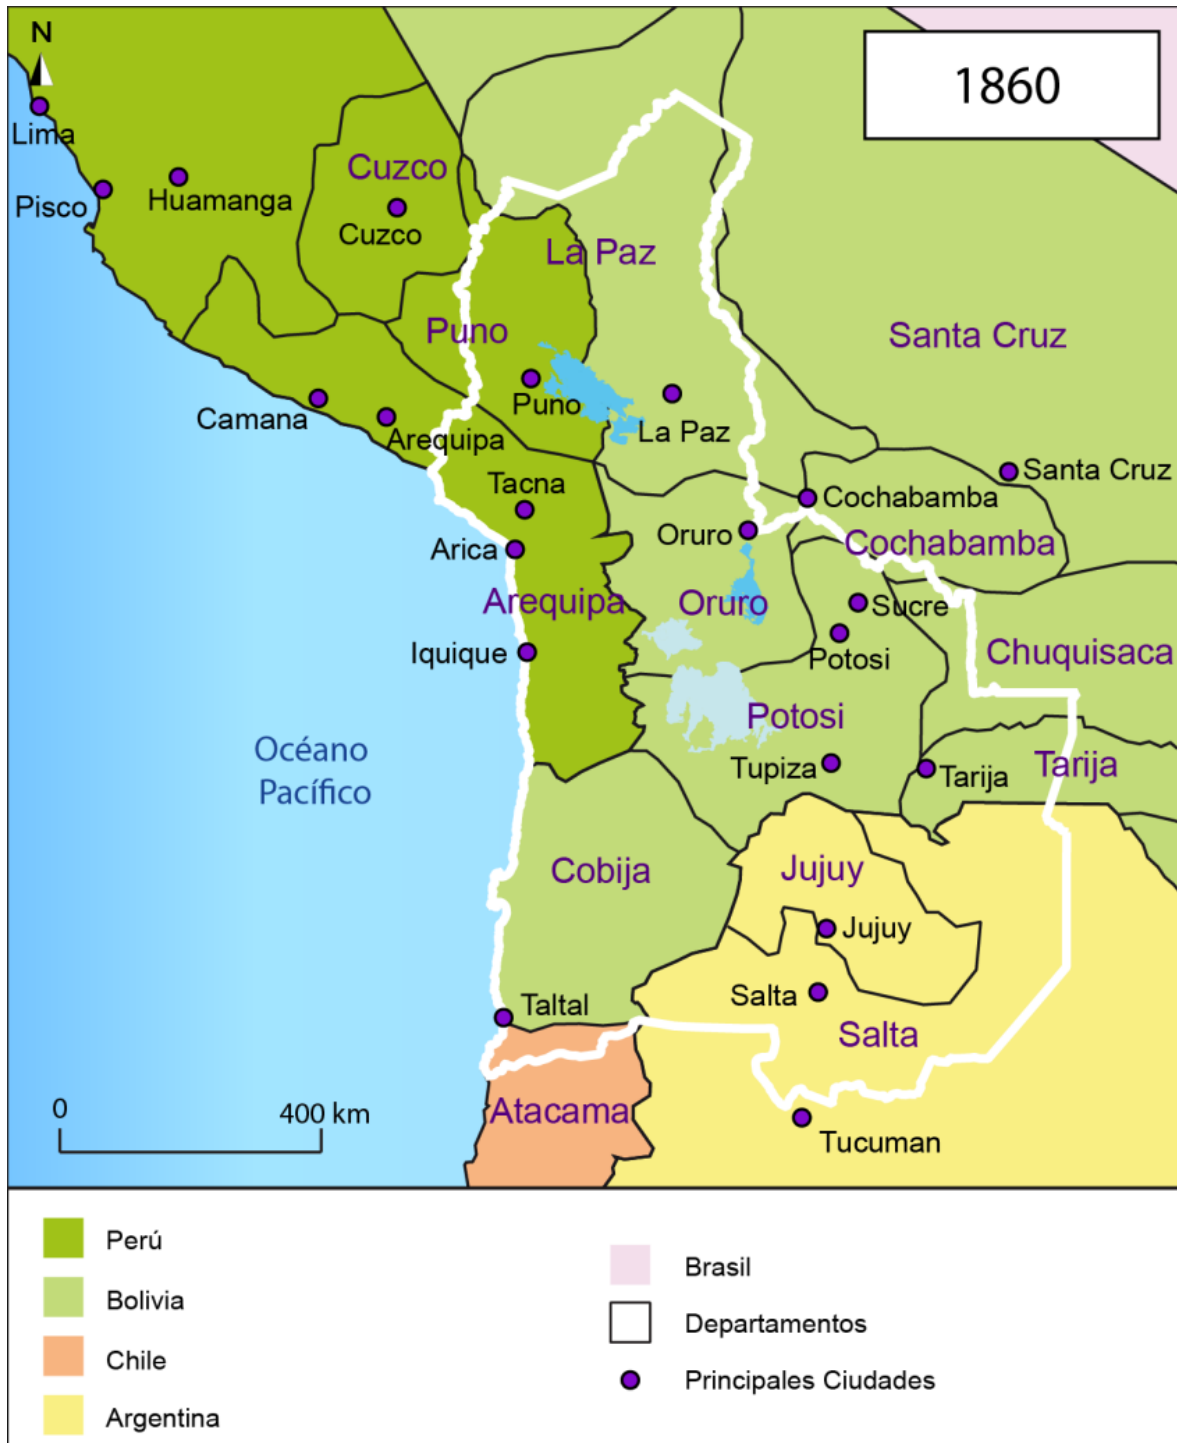 N
1860
Lima
Pisco
Huamanga
Cuzco
Cuzco
La Paz
Puno
Santa Cruz
Puno
La Paz
Camana
Arequipa
Santa Cruz
Tacna
Cochabamba
Oruro
Arica
Cochabamba
Arequipa
Oruro
Sucre
Iquique
Potosi
Chuquisaca
Potosi
Océano
Pacífico
Tupiza
Tarija
Tarija
Cobija
Jujuy
Jujuy
Salta
Taltal
Salta
0
400 km
Atacama
Tucuman
Perú
Bolivia
Chile
Argentina
Brasil
Departamentos
Principales Ciudades